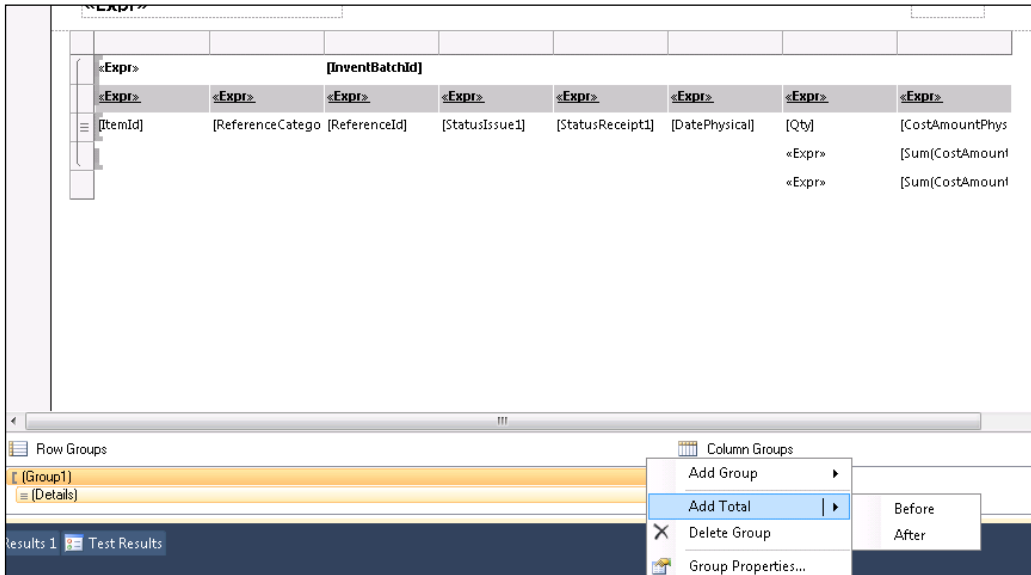 «Expr»
«Expr» [InventBatchId]
«Expr» «Expr» «Expr» «Expr» «Expr» «Expr» «Expr» «Expr»
[ItemId] [ReferenceCatego [ReferenceId] [StatusIssue1] [StatusReceipt1] [DatePhysical] [Qty] [CostAmountPhys
«Expr» [Sum(CostAmount
«Expr» [Sum(CostAmount
Row Groups Column Groups
(Group1)
(Details)
Add Group
Add Total
Before
Delete Group
After
Group Properties...
Results 1 Test Results